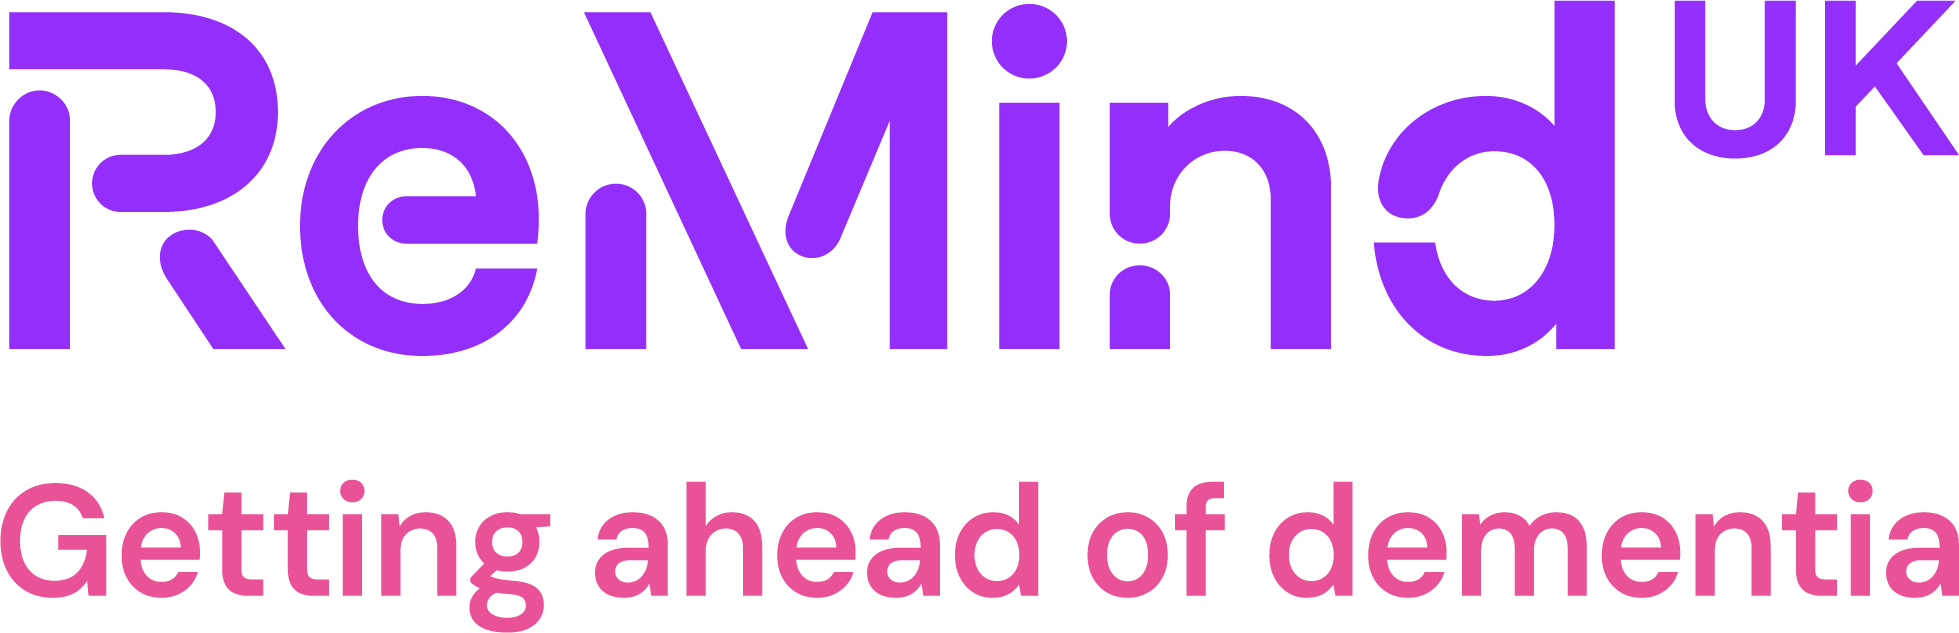 ReMind UK
Getting ahead of dementia